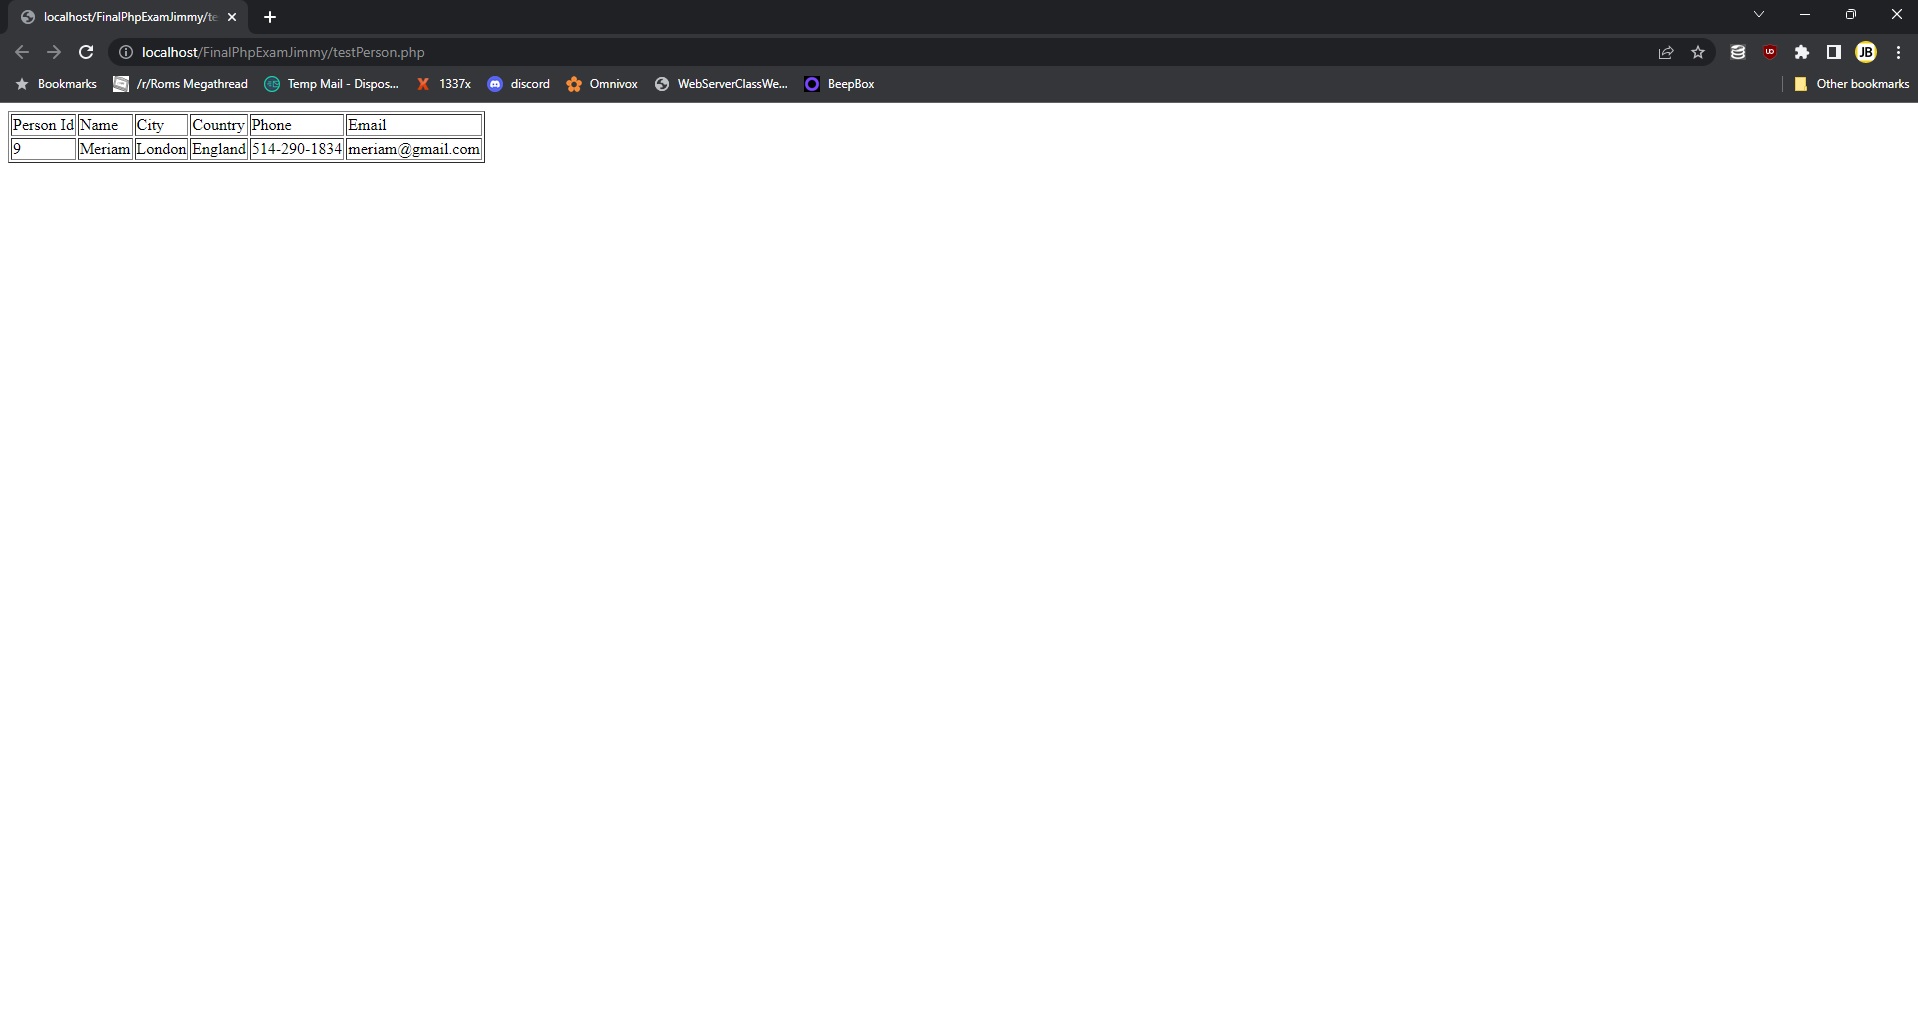 localhost/FinalPhpExamJimmy/te
localhost/FinalPhpExamJimmy/testPerson.php
JB
Bookmarks /r/Roms Megathread Temp Mail - Dispos... 1337x discord Omnivox WebServerClassWe... BeepBox Other bookmarks
Person Id Name City Country Phone Email
9 Meriam London England 514-290-1834 meriam@gmail.com